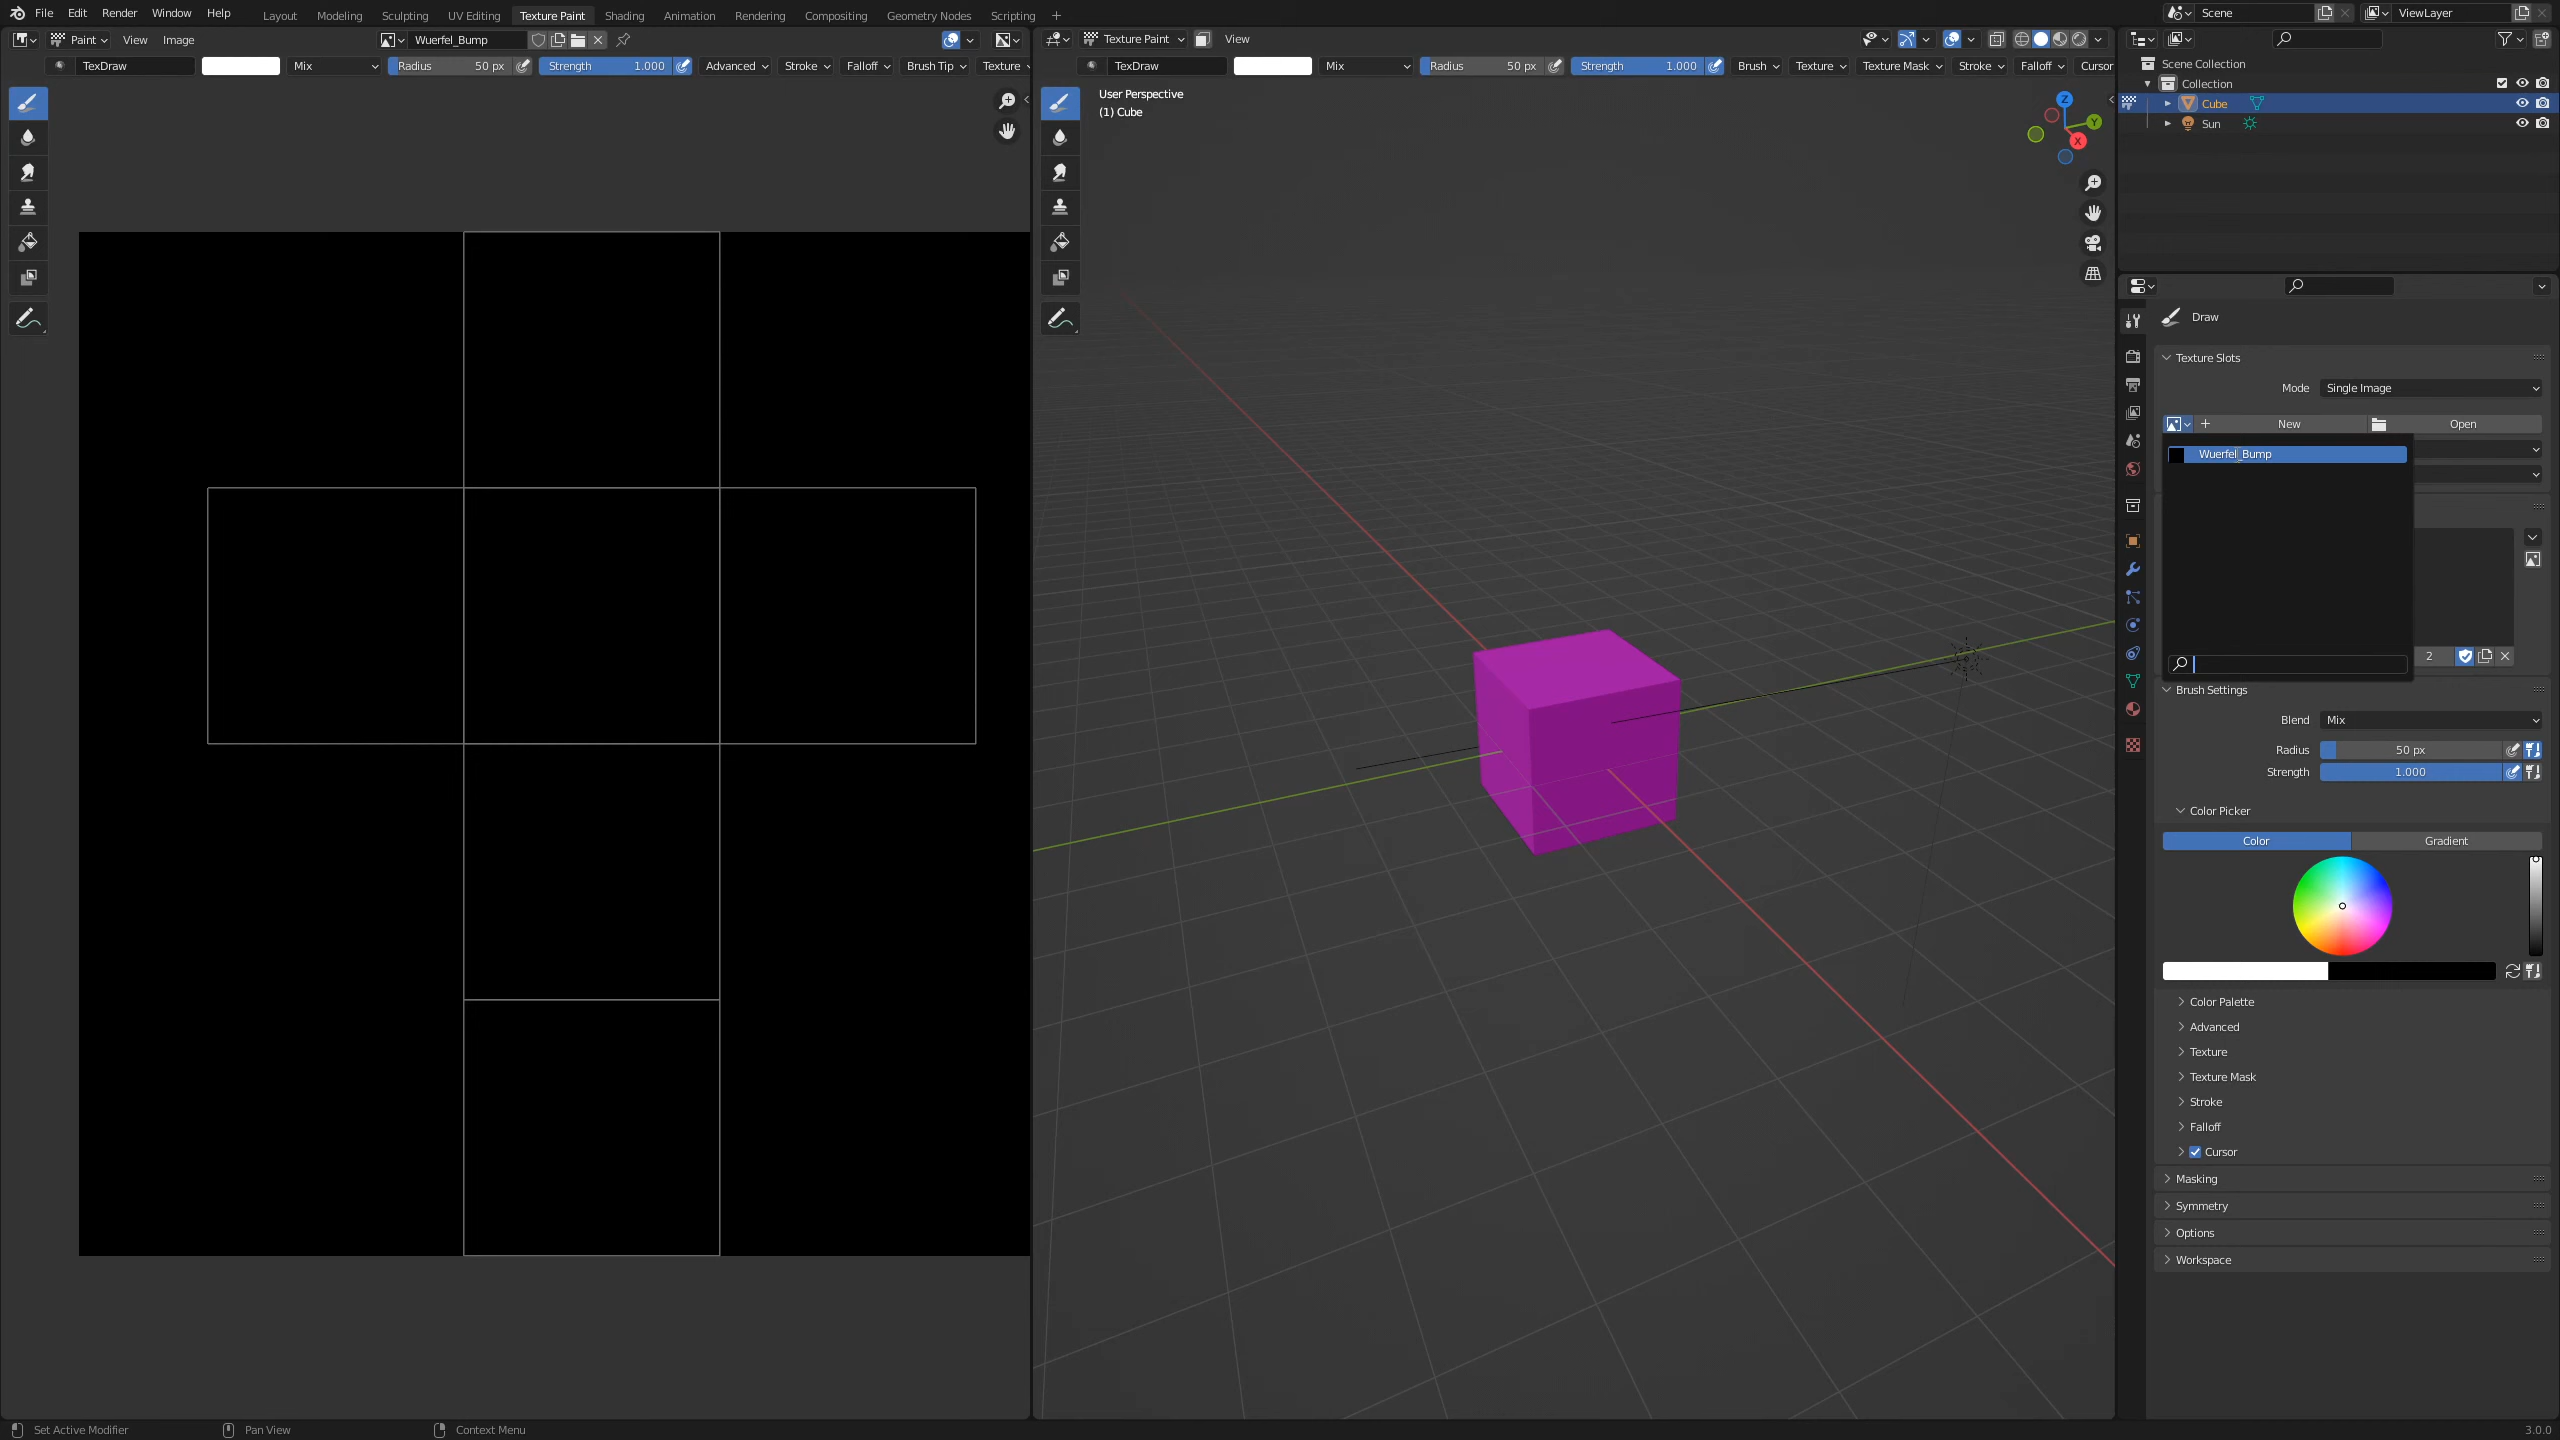 File Edit Render Window Help Layout Modeling Sculpting UV Editing Texture Paint Shading Animation Rendering Compositing Geometry Nodes Scripting + Scene ViewLayer
Paint View Image Wuerfel_Bump Texture Paint View
TexDraw Mix Radius 50 px Strength 1.000 Advanced Stroke Falloff Brush Tip Texture TexDraw Mix Radius 50 px Strength 1.000 Brush Texture Texture Mask Stroke Falloff Cursor
Scene Collection
Collection
Cube
Sun
User Perspective
(1) Cube
Z
Y
X
Draw
Texture Slots
Mode Single Image
+ New Open
Wuerfel_Bump
2
Brush Settings
Blend Mix
Radius 50 px
Strength 1.000
Color Picker
Color Gradient
Color Palette
Advanced
Texture
Texture Mask
Stroke
Falloff
Cursor
Masking
Symmetry
Options
Workspace
Set Active Modifier Pan View Context Menu 3.0.0